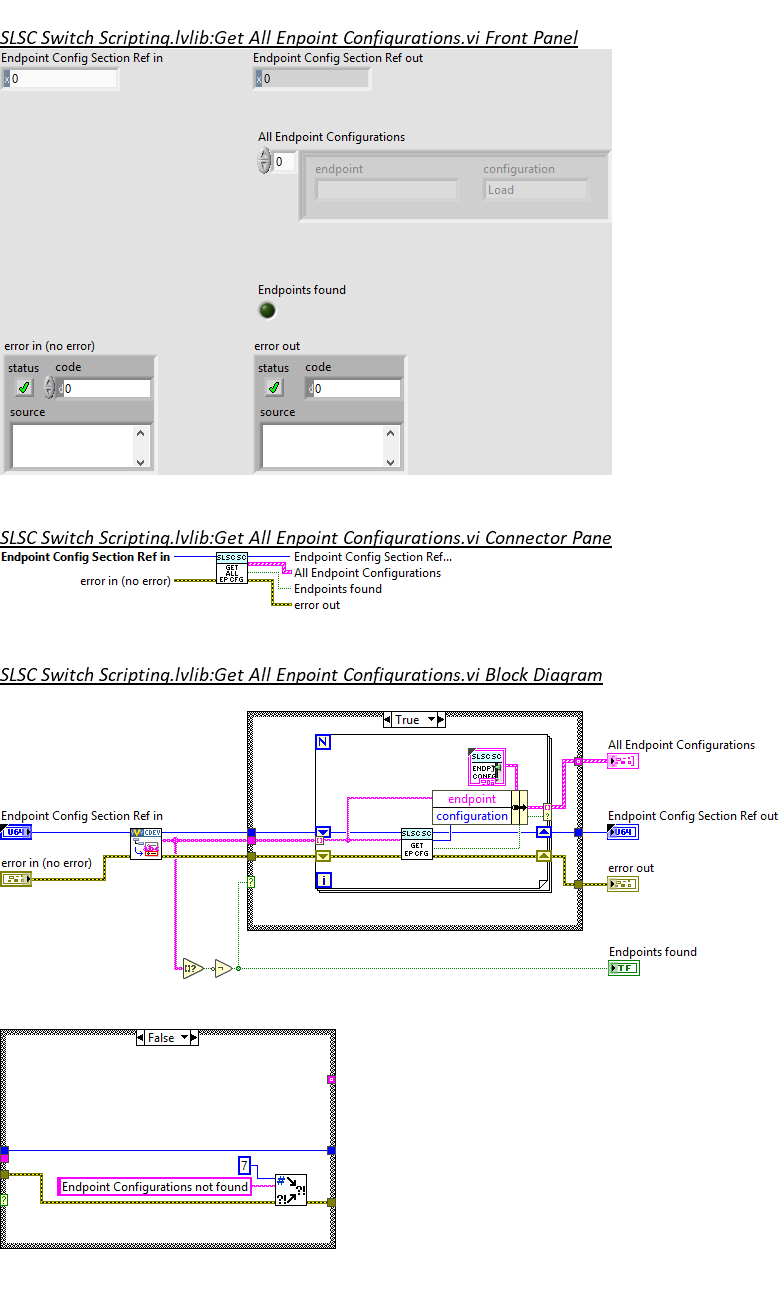 SLSC Switch Scripting.lvlib:Get All Enpoint Configurations.vi Front Panel
Endpoint Config Section Ref in
Endpoint Config Section Ref out
x 0
x 0
All Endpoint Configurations
0
endpoint
configuration
Load
Endpoints found
error in (no error)
error out
status
code
status
code
d 0
d 0
source
source
SLSC Switch Scripting.lvlib:Get All Enpoint Configurations.vi Connector Pane
Endpoint Config Section Ref in
SLSC SC
Endpoint Config Section Ref...
GET
All Endpoint Configurations
ALL
error in (no error)
EP CFG
Endpoints found
error out
SLSC Switch Scripting.lvlib:Get All Enpoint Configurations.vi Block Diagram
True
N
All Endpoint Configurations
SLSC SC
ENDPT
CONFG
endpoint
Endpoint Config Section Ref in
configuration
Endpoint Config Section Ref out
U64
CDEV
SLSC SC
U64
GET
EP CFG
error in (no error)
error out
i
?
Endpoints found
[]?
¬
TF
False
7
Endpoint Configurations not found
#
?!
?!
?